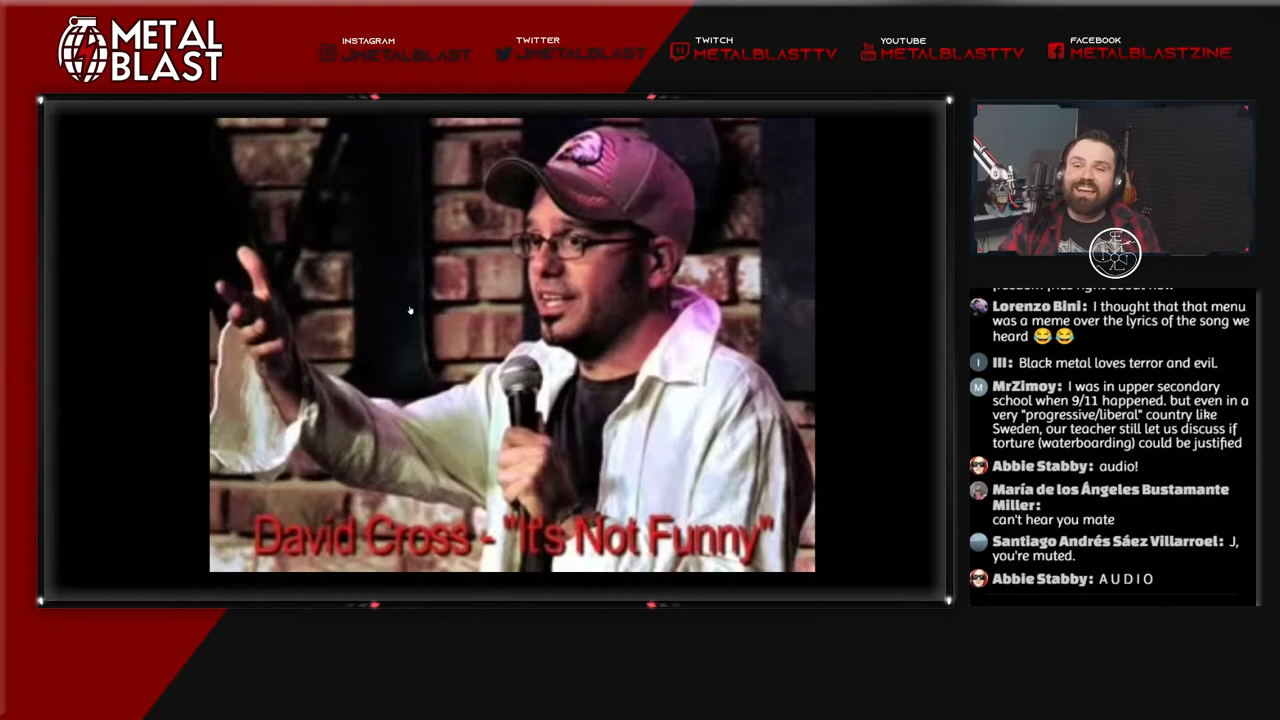 METAL
BLAST
INSTAGRAM
JMETALBLAST
TWITTER
JMETALBLAST
TWITCH
METALBLASTTV
YOUTUBE
METALBLASTTV
FACEBOOK
METALBLASTZINE
David Cross - "It's Not Funny"
Lorenzo Bini: I thought that that menu
was a meme over the lyrics of the song we
heard 😂 😂
III: Black metal loves terror and evil.
MrZimoy: I was in upper secondary
school when 9/11 happened. but even in a
very "progressive/liberal" country like
Sweden, our teacher still let us discuss if
torture (waterboarding) could be justified
Abbie Stabby: audio!
María de los Ángeles Bustamante
Miller:
can't hear you mate
Santiago Andrés Sáez Villarroel: J,
you're muted.
Abbie Stabby: A U D I O